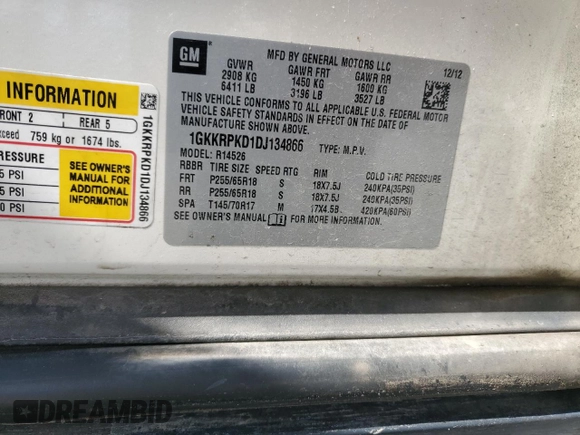 INFORMATION
FRONT 2 REAR 5
exceed 759 kg or 1674 lbs.
PRESSURE
SEE OWNER'S
MANUAL FOR
ADDITIONAL
INFORMATION
5 PSI
5 PSI
0 PSI
1GKKRPKD1DJ134866
GM
MFD BY GENERAL MOTORS LLC
12/12
GVWR GAWR FRT GAWR RR
2908 KG 1450 KG 1600 KG
6411 LB 3196 LB 3527 LB
THIS VEHICLE CONFORMS TO ALL APPLICABLE U.S. FEDERAL MOTOR
VEHICLE SAFETY STANDARDS IN EFFECT ON THE DATE OF
MANUFACTURE SHOWN ABOVE.
1GKKRPKD1DJ134866 TYPE: M.P.V.
MODEL: R14526
RBBR TIRE SIZE SPEED RTG RIM COLD TIRE PRESSURE
FRT P255/65R18 S 18X7.5J 240KPA(35PSI)
RR P255/65R18 S 18X7.5J 240KPA(35PSI)
SPA T145/70R17 M 17X4.5B 420KPA(60PSI)
SEE OWNER'S MANUAL FOR MORE INFORMATION.
DREAMBID